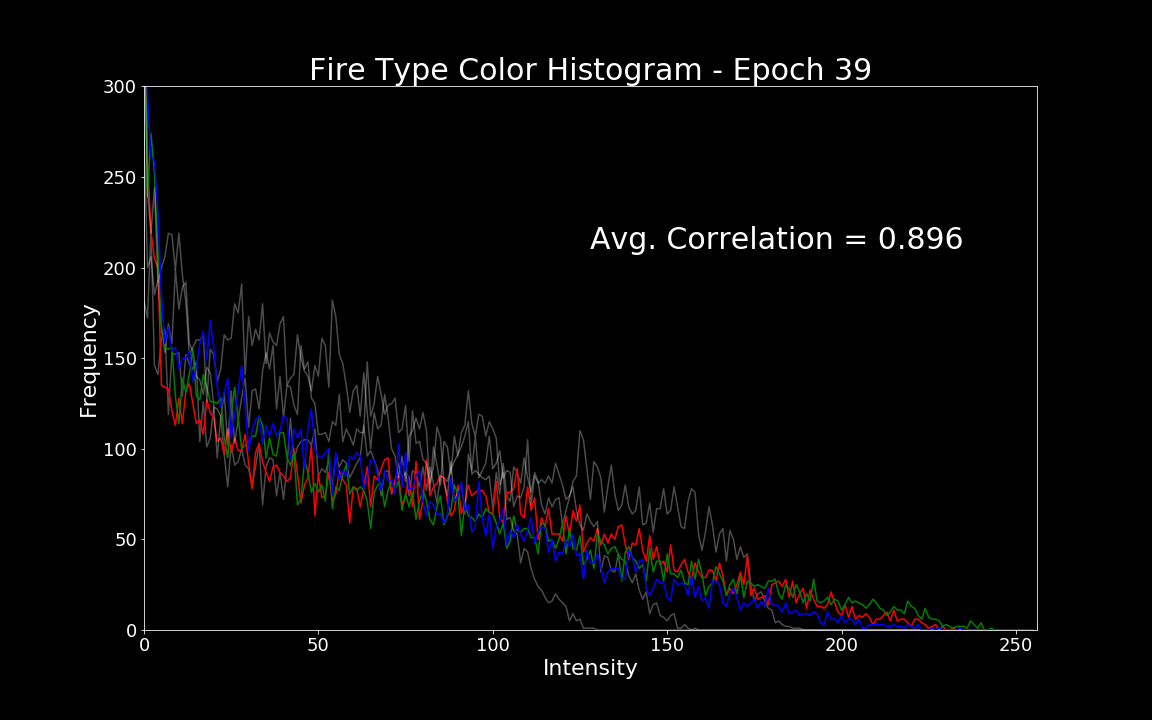 Fire Type Color Histogram - Epoch 39
300
250
Avg. Correlation = 0.896
200
150
100
50
0
Frequency
0 50 100 150 200 250
Intensity